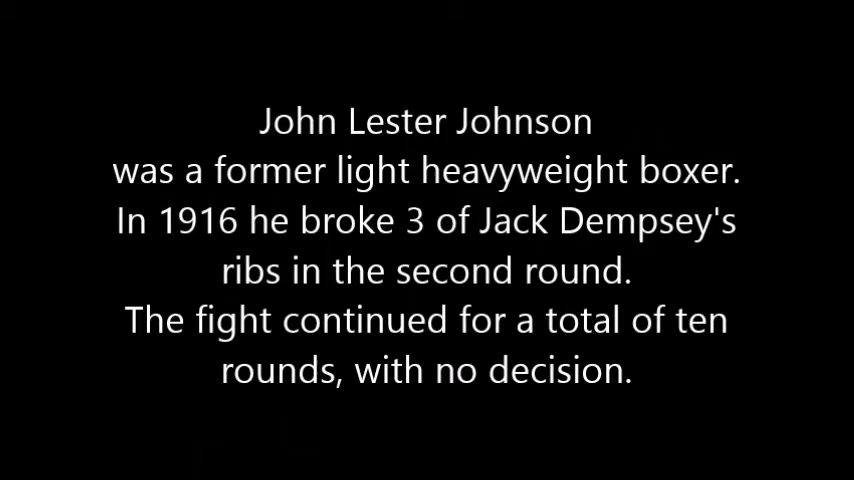 John Lester Johnson
was a former light heavyweight boxer.
In 1916 he broke 3 of Jack Dempsey's
ribs in the second round.
The fight continued for a total of ten
rounds, with no decision.